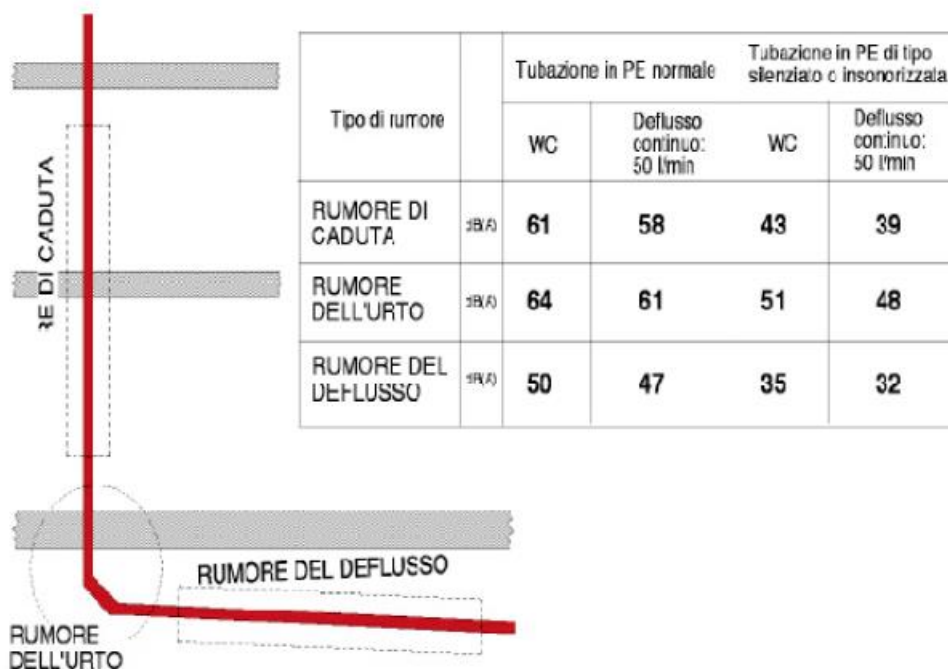 Tubazione in PE normale
Tubazione in PE di tipo
silenziato o insonorizzata
Tipo di rumore
WC
Deflusso
continuo:
50 l/min
WC
Deflusso
continuo:
50 l/min
RUMORE DI
CADUTA
dB(A) 61 58 43 39
RUMORE
DELL'URTO
dB(A) 64 61 51 48
RUMORE DEL
DEFLUSSO
dB(A) 50 47 35 32
RE DI CADUTA
RUMORE DEL DEFLUSSO
RUMORE
DELL'URTO